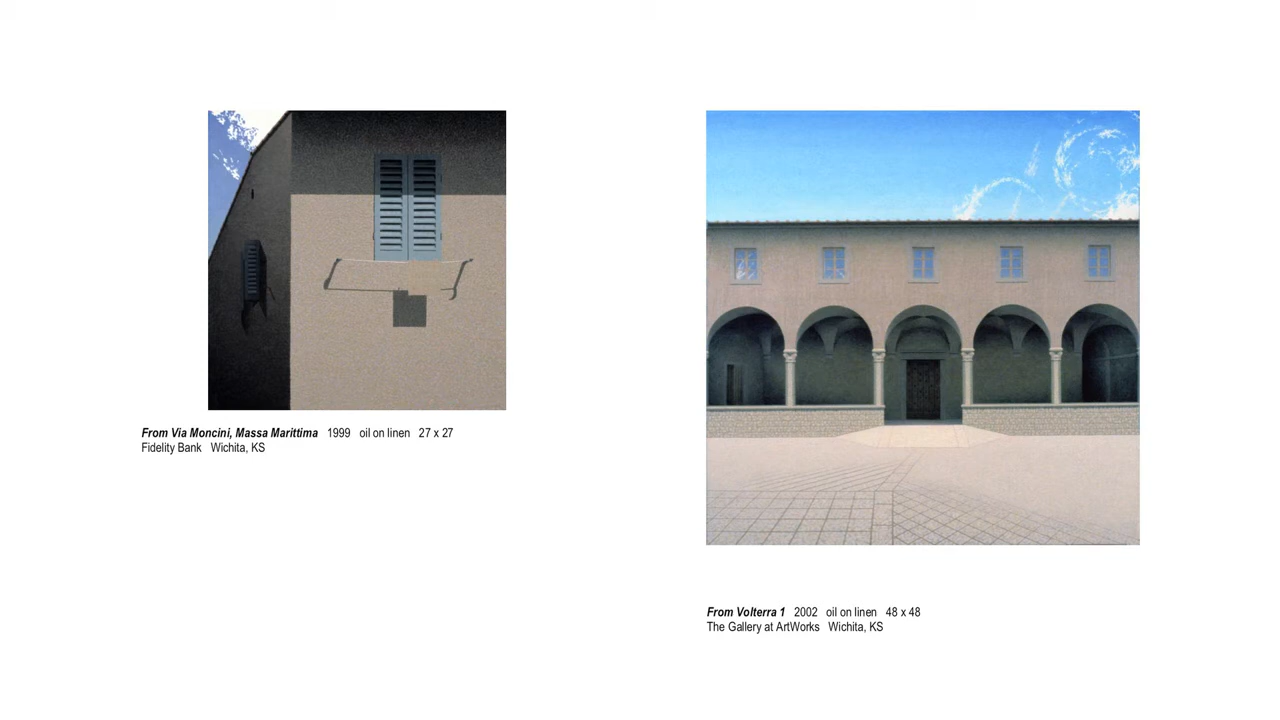 From Via Moncini, Massa Marittima 1999 oil on linen 27 x 27
Fidelity Bank Wichita, KS
From Volterra 1 2002 oil on linen 48 x 48
The Gallery at ArtWorks Wichita, KS